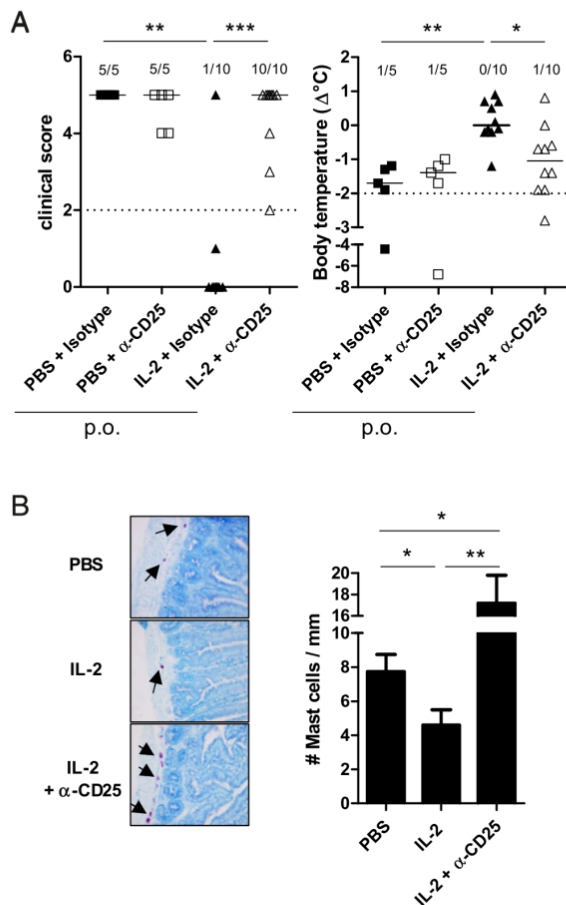 A
** ***
5/5 5/5 1/10 10/10
clinical score
6
4
2
0
PBS + Isotype
PBS + α-CD25
IL-2 + Isotype
IL-2 + α-CD25
p.o.
** *
1/5 1/5 0/10 1/10
Body temperature (Δ°C)
2
1
0
-1
-2
-3
-4
-6
-8
PBS + Isotype
PBS + α-CD25
IL-2 + Isotype
IL-2 + α-CD25
p.o.
B
PBS
IL-2
IL-2
+ α-CD25
*
* **
# Mast cells / mm
20
18
16
8
6
4
2
0
PBS
IL-2
IL-2 + α-CD25